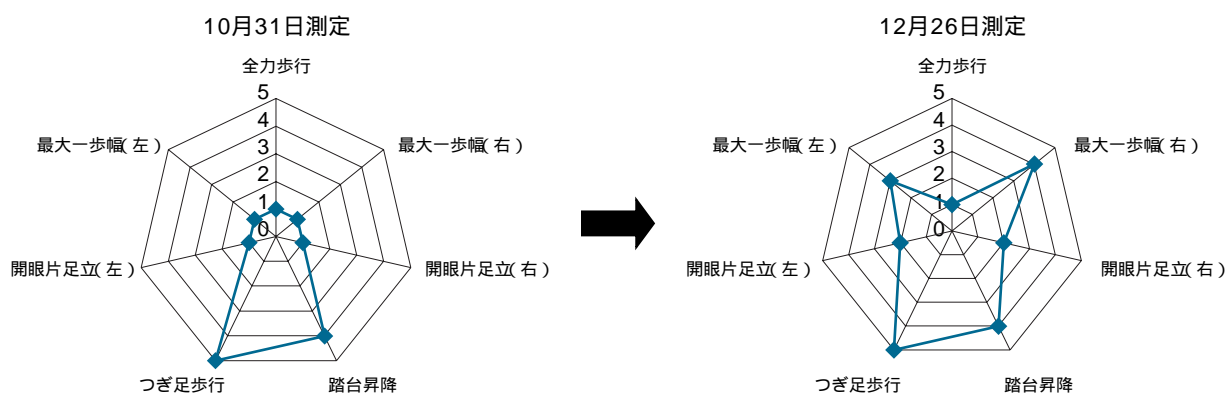 10月31日測定
全力歩行
5
4
3
2
1
0
最大一歩幅(左)
最大一歩幅(右)
開眼片足立(左)
開眼片足立(右)
つぎ足歩行
踏台昇降
12月26日測定
全力歩行
5
4
3
2
1
0
最大一歩幅(左)
最大一歩幅(右)
開眼片足立(左)
開眼片足立(右)
つぎ足歩行
踏台昇降